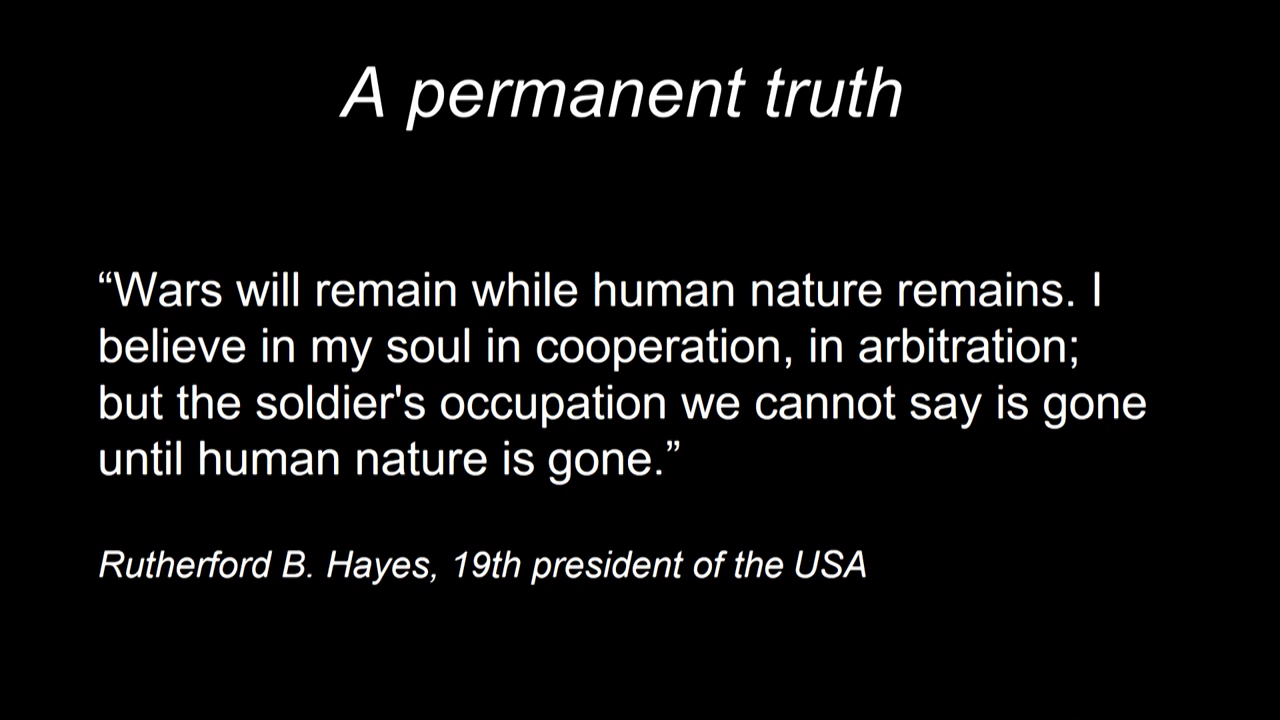 A permanent truth
“Wars will remain while human nature remains. I
believe in my soul in cooperation, in arbitration;
but the soldier's occupation we cannot say is gone
until human nature is gone.”
Rutherford B. Hayes, 19th president of the USA